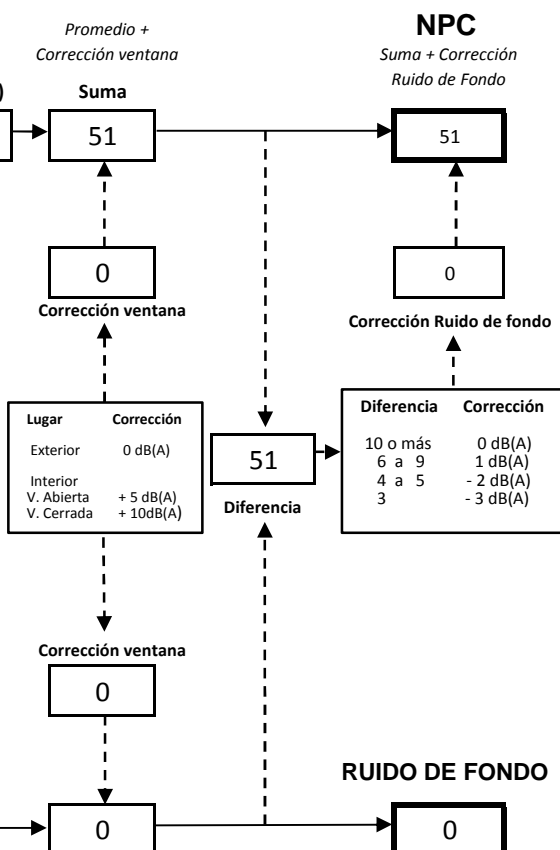 Promedio +
Corrección ventana
Suma
NPC
Suma + Corrección
Ruido de Fondo
)
51
51
0
Corrección ventana
0
Corrección Ruido de fondo
Lugar Corrección
Exterior 0 dB(A)
Interior
V. Abierta + 5 dB(A)
V. Cerrada + 10dB(A)
51
Diferencia
Diferencia Corrección
10 o más 0 dB(A)
6 a 9 1 dB(A)
4 a 5 - 2 dB(A)
3 - 3 dB(A)
Corrección ventana
0
RUIDO DE FONDO
0
0